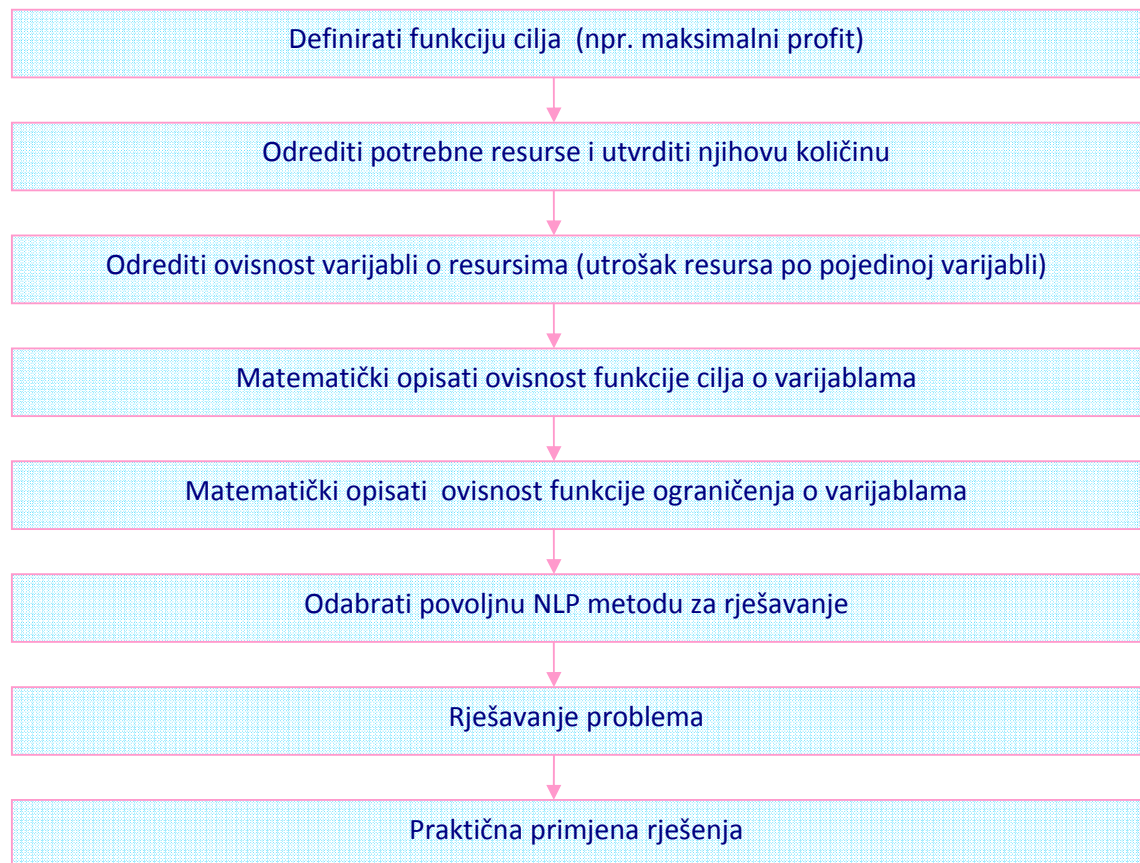 Definirati funkciju cilja (npr. maksimalni profit)
Odrediti potrebne resurse i utvrditi njihovu količinu
Odrediti ovisnost varijabli o resursima (utrošak resursa po pojedinoj varijabli)
Matematički opisati ovisnost funkcije cilja o varijablama
Matematički opisati ovisnost funkcije ograničenja o varijablama
Odabrati povoljnu NLP metodu za rješavanje
Rješavanje problema
Praktična primjena rješenja